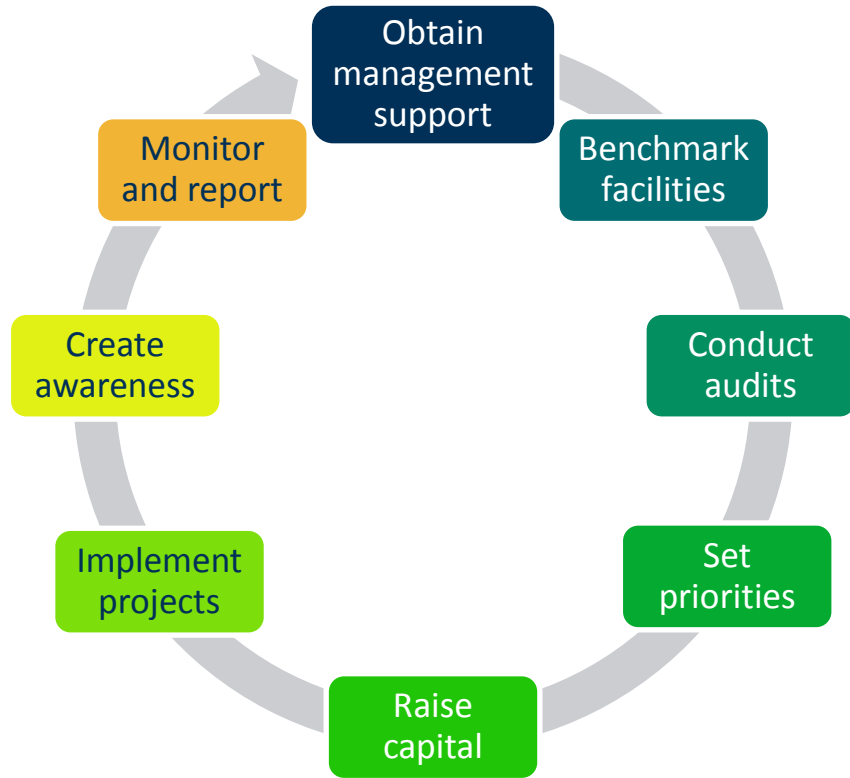 Obtain
management
support
Benchmark
facilities
Conduct
audits
Set
priorities
Raise
capital
Implement
projects
Create
awareness
Monitor
and report